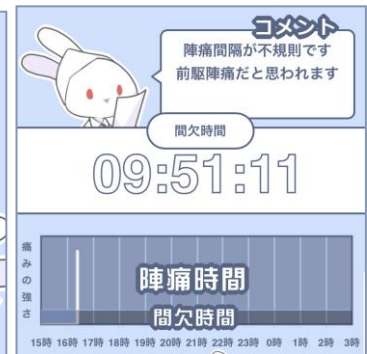 コメント
陣痛間隔が不規則です
前駆陣痛だと思われます
間欠時間
09:51:11
痛みの強さ
陣痛時間
間欠時間
15時 16時 17時 18時 19時 20時 21時 22時 23時 0時 1時 2時 3時